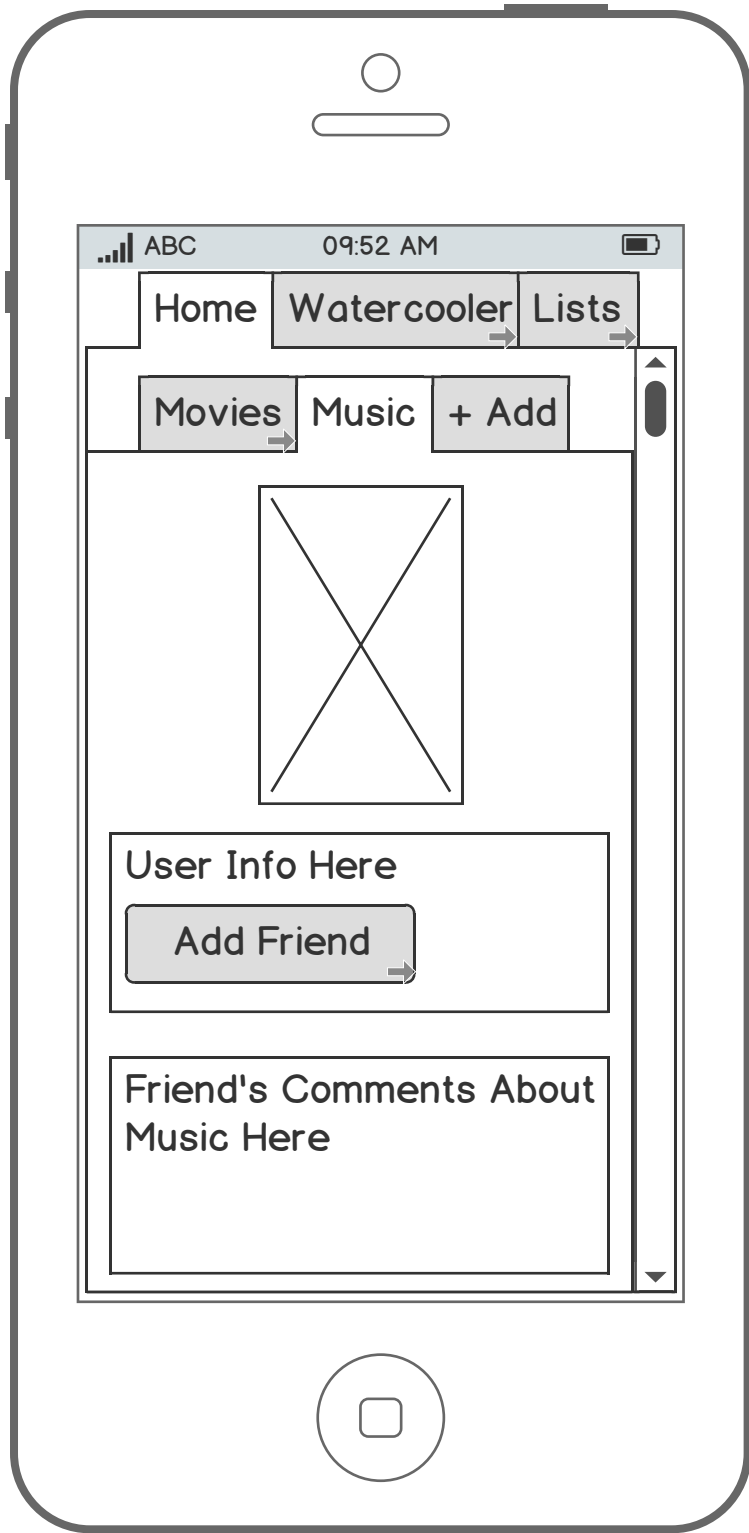 ABC 09:52 AM
Home Watercooler Lists
Movies Music + Add
User Info Here
Add Friend
Friend's Comments About
Music Here